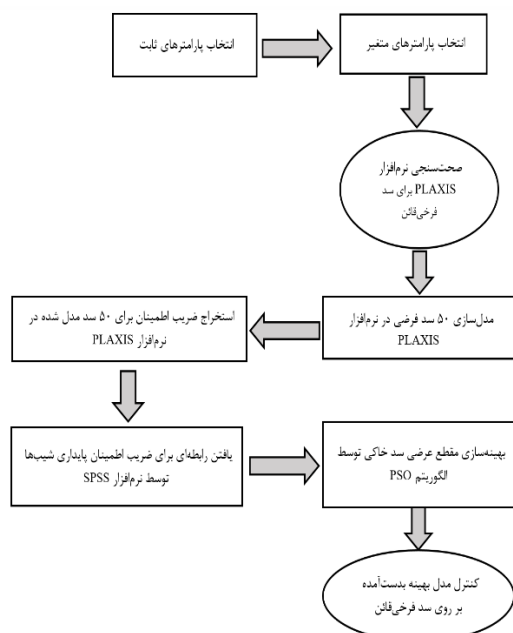 انتخاب پارامترهای ثابت
انتخاب پارامترهای متغیر
صحت‌سنجی نرم‌افزار
PLAXIS برای سد
فرخی‌قائن
مدل‌سازی ۵۰ سد فرضی در نرم‌افزار
PLAXIS
استخراج ضریب اطمینان برای ۵۰ سد مدل شده در
نرم‌افزار PLAXIS
یافتن رابطه‌ای برای ضریب اطمینان پایداری شیب‌ها
توسط نرم‌افزار SPSS
بهینه‌سازی مقطع عرضی سد خاکی توسط
الگوریتم PSO
کنترل مدل بهینه بدست‌آمده
بر روی سد فرخی‌قائن